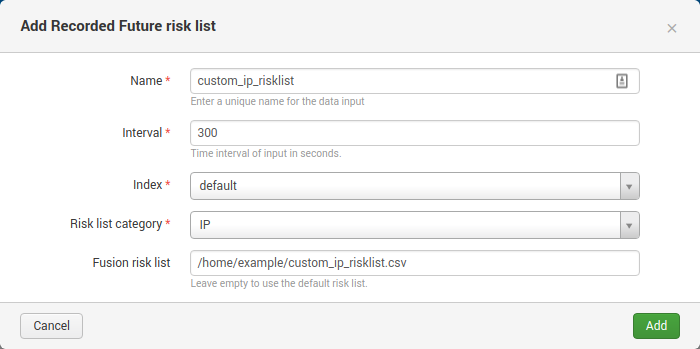 Add Recorded Future risk list ×
Name * custom_ip_risklist
Enter a unique name for the data input
Interval * 300
Time interval of input in seconds.
Index * default
Risk list category * IP
Fusion risk list /home/example/custom_ip_risklist.csv
Leave empty to use the default risk list.
Cancel Add